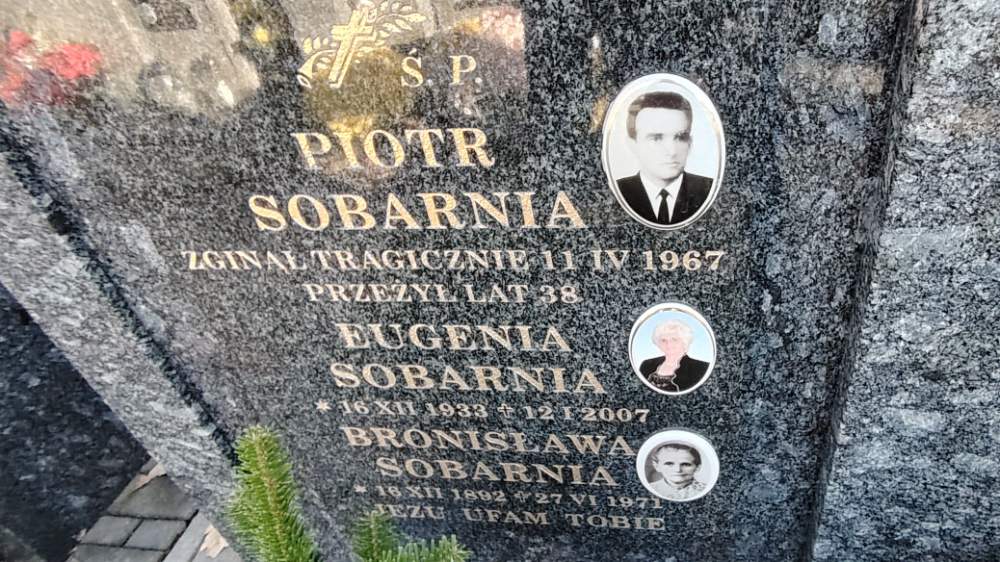 Ś. P.
PIOTR
SOBARNIA
ZGINĄŁ TRAGICZNIE 11 IV 1967
PRZEŻYŁ LAT 38
EUGENIA
SOBARNIA
* 16 XII 1933 ✝ 12 I 2007
BRONISŁAWA
SOBARNIA
* 16 XII 1892 ✝ 27 VI 1971
JEZU UFAM TOBIE